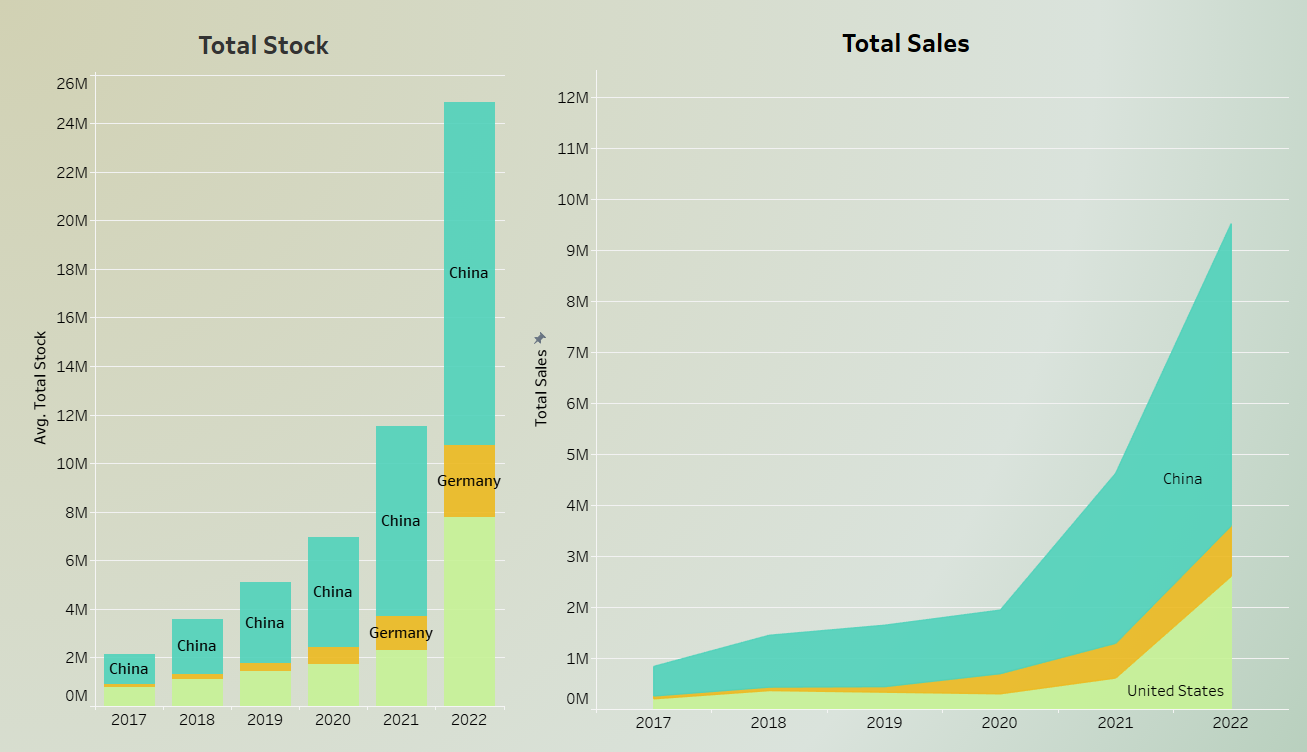 Total Stock
26M
24M
22M
20M
18M
16M
14M
12M
10M
8M
6M
4M
2M
0M
Avg. Total Stock
China
China
China
China
China
Germany
China
Germany
2017 2018 2019 2020 2021 2022
Total Sales
12M
11M
10M
9M
8M
7M
6M
5M
4M
3M
2M
1M
0M
Total Sales
China
United States
2017 2018 2019 2020 2021 2022